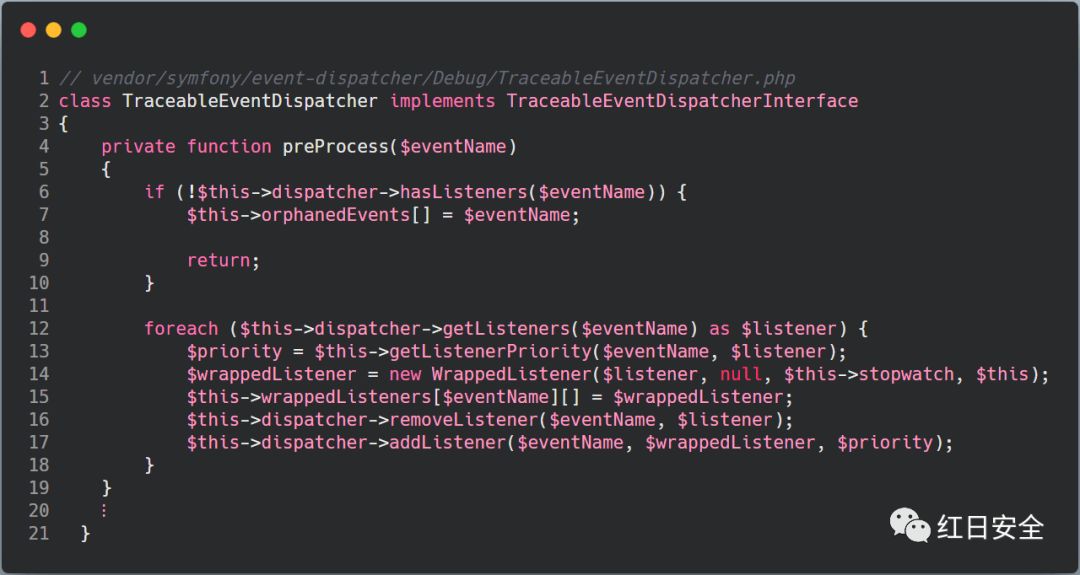 1 // vendor/symfony/event-dispatcher/Debug/TraceableEventDispatcher.php
2 class TraceableEventDispatcher implements TraceableEventDispatcherInterface
3 {
4     private function preProcess($eventName)
5     {
6         if (!$this->dispatcher->hasListeners($eventName)) {
7             $this->orphanedEvents[] = $eventName;
8
9             return;
10         }
11
12         foreach ($this->dispatcher->getListeners($eventName) as $listener) {
13             $priority = $this->getListenerPriority($eventName, $listener);
14             $wrappedListener = new WrappedListener($listener, null, $this->stopwatch, $this);
15             $this->wrappedListeners[$eventName][] = $wrappedListener;
16             $this->dispatcher->removeListener($eventName, $listener);
17             $this->dispatcher->addListener($eventName, $wrappedListener, $priority);
18         }
19     }
20     ⋮
21   }
红日安全